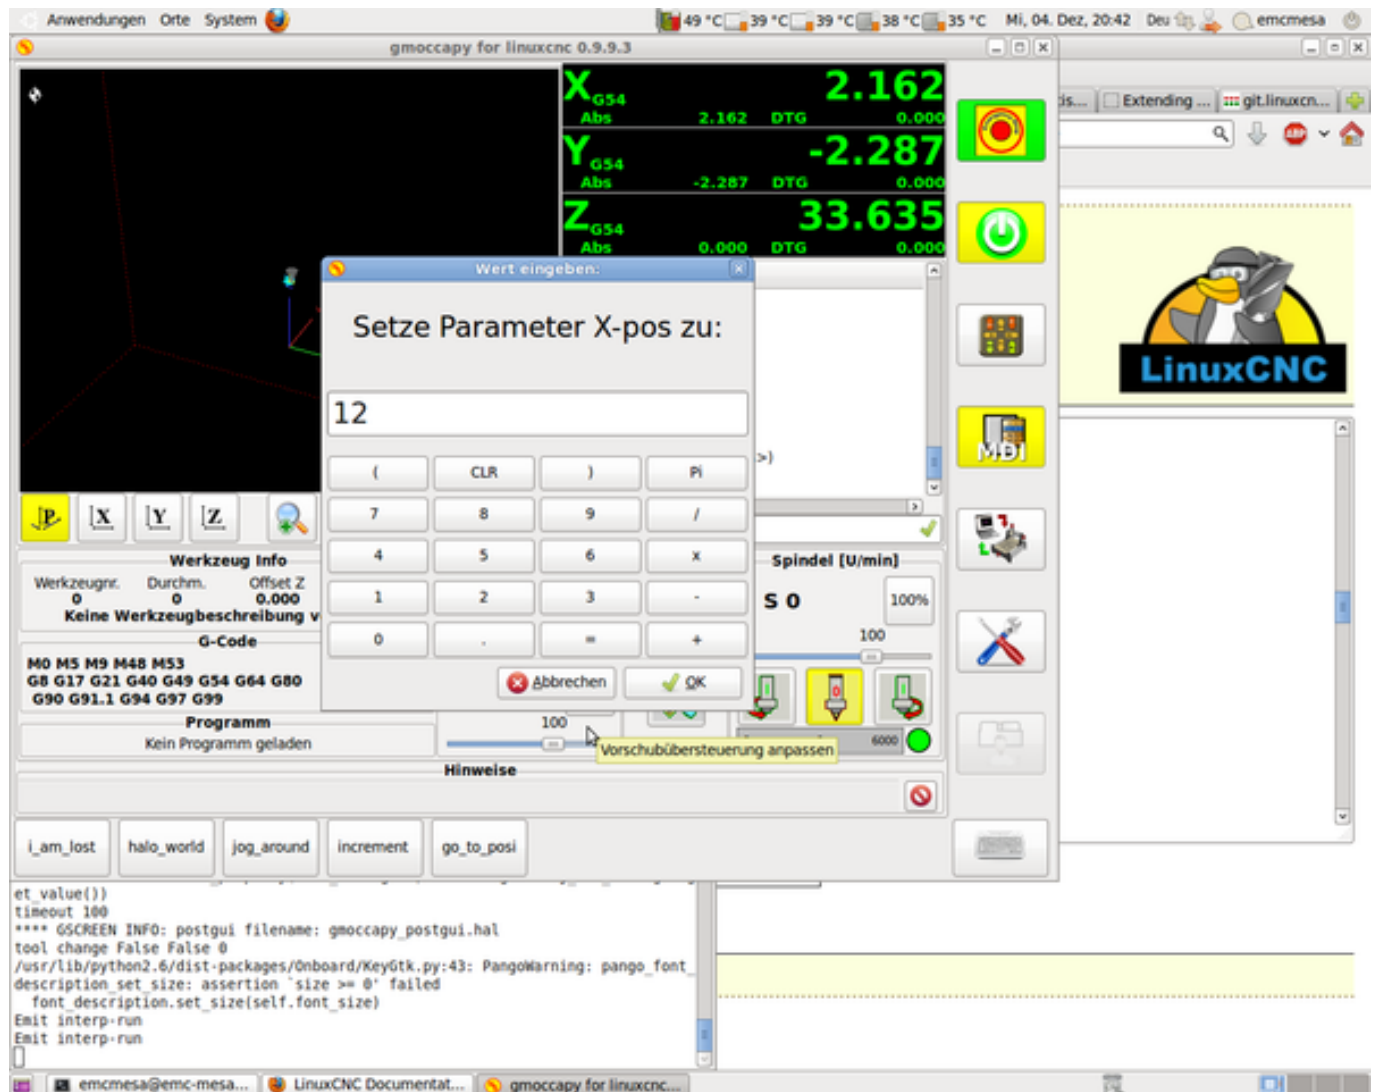 Anwendungen Orte System 49 °C 39 °C 39 °C 38 °C 35 °C Mi, 04. Dez, 20:42 Deu emcmesa
gmoccapy for linuxcnc 0.9.9.3
Extending ... git.linuxcn...
X G54 2.162
Abs 2.162 DTG 0.000
Y G54 -2.287
Abs -2.287 DTG 0.000
Z G54 33.635
Abs 0.000 DTG 0.000
Wert eingeben:
Setze Parameter X-pos zu:
12
( CLR ) Pi
7 8 9 /
4 5 6 x
1 2 3 -
0 . = +
Abbrechen OK
>)
MDI
LinuxCNC
ABP
P X Y Z
Werkzeug Info
Werkzeugnr. Durchm. Offset Z
0 0 0.000
Keine Werkzeugbeschreibung v
G-Code
M0 M5 M9 M48 M53
G8 G17 G21 G40 G49 G54 G64 G80
G90 G91.1 G94 G97 G99
Programm
Kein Programm geladen
Spindel [U/min]
S 0 100%
100
100
6000
Vorschubübersteuerung anpassen
Hinweise
i_am_lost halo_world jog_around increment go_to_posi
et_value())
timeout 100
**** GSCREEN INFO: postgui filename: gmoccapy_postgui.hal
tool change False False 0
/usr/lib/python2.6/dist-packages/Onboard/KeyGtk.py:43: PangoWarning: pango_font_
description_set_size: assertion `size >= 0' failed
font_description.set_size(self.font_size)
Emit interp-run
Emit interp-run
emcmesa@emc-mesa... LinuxCNC Documentat... gmoccapy for linuxcnc...